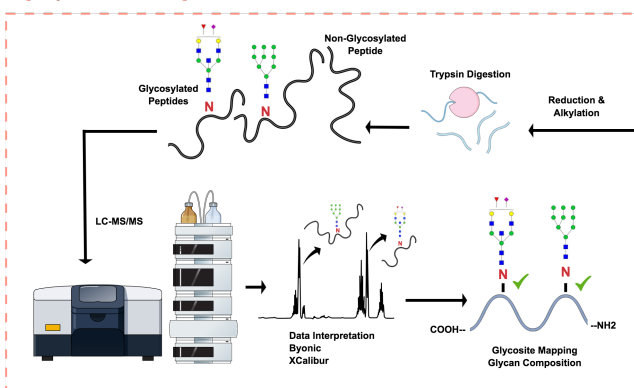 Non-Glycosylated
Peptide
Glycosylated
Peptides
N
N
Trypsin Digestion
Reduction &
Alkylation
LC-MS/MS
N
N
N
N
COOH--
--NH2
Data Interpretation
Byonic
XCalibur
Glycosite Mapping
Glycan Composition